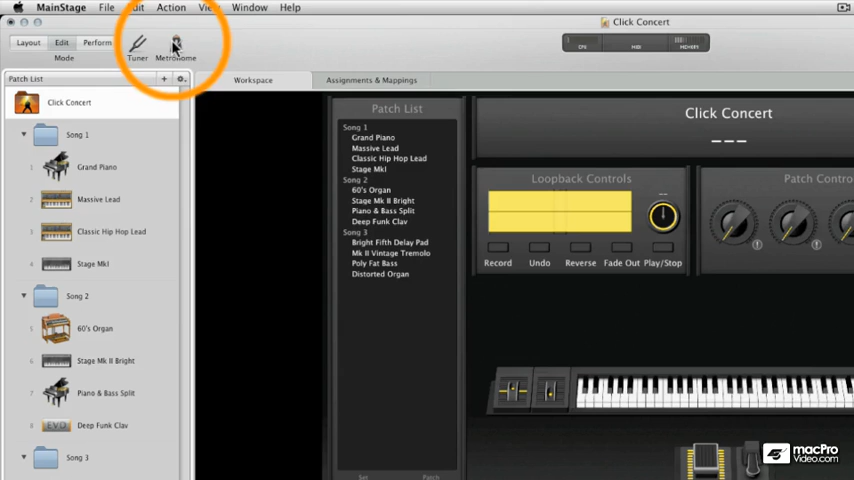 MainStage File Edit Action View Window Help
Click Concert
Layout Edit Perform
Mode
Tuner Metronome
CPU MIDI MEMORY
Patch List
Workspace Assignments & Mappings
Click Concert
Song 1
1 Grand Piano
2 Massive Lead
3 Classic Hip Hop Lead
4 Stage MkI
Song 2
5 60's Organ
6 Stage Mk II Bright
7 Piano & Bass Split
8 EVD Deep Funk Clav
Song 3
Patch List
Song 1
Grand Piano
Massive Lead
Classic Hip Hop Lead
Stage MkI
Song 2
60's Organ
Stage Mk II Bright
Piano & Bass Split
Deep Funk Clav
Song 3
Bright Fifth Delay Pad
Mk II Vintage Tremolo
Poly Fat Bass
Distorted Organ
Set Patch
Click Concert
---
Loopback Controls
--
Record Undo Reverse Fade Out Play/Stop
Patch Contro
macPro
Video.com